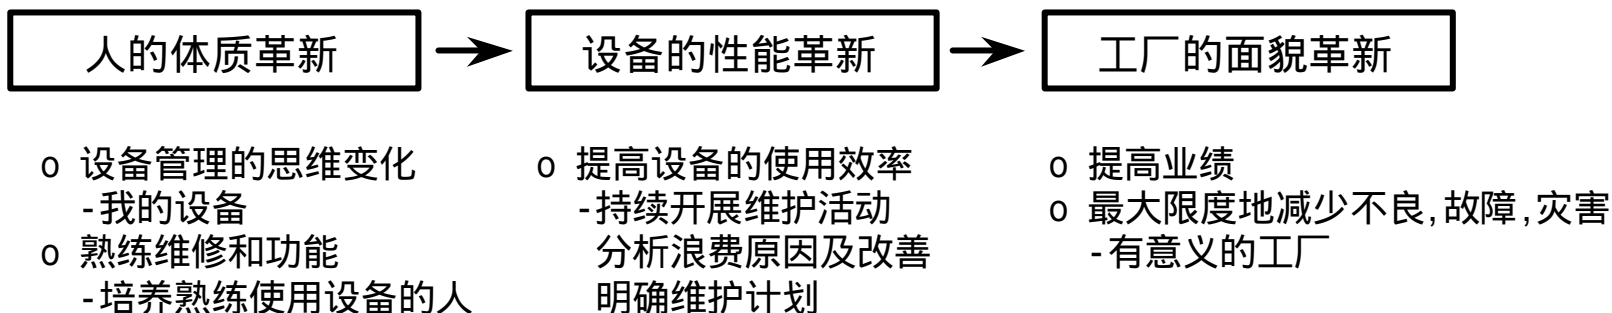 人的体质革新
设备的性能革新
工厂的面貌革新
o 设备管理的思维变化
-我的设备
o 熟练维修和功能
-培养熟练使用设备的人
o 提高设备的使用效率
-持续开展维护活动
分析浪费原因及改善
明确维护计划
o 提高业绩
o 最大限度地减少不良,故障,灾害
-有意义的工厂